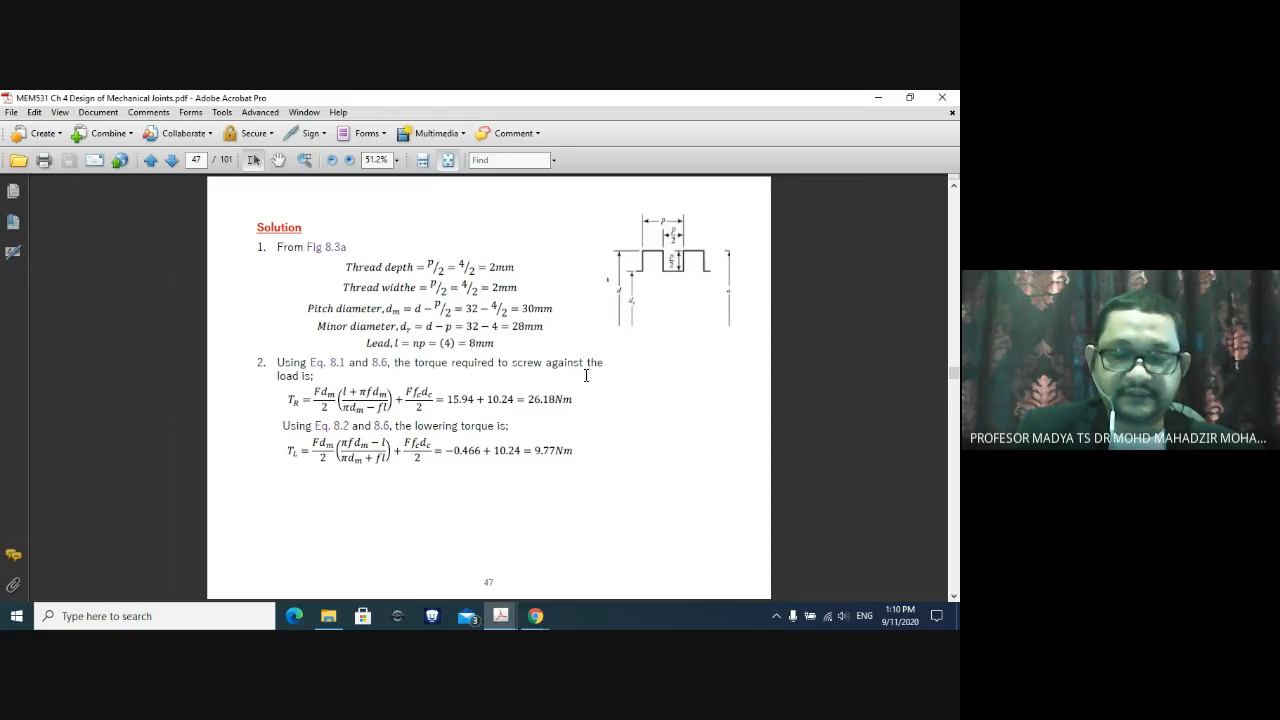 MEM531 Ch 4 Design of Mechanical Joints.pdf - Adobe Acrobat Pro
File Edit View Document Comments Forms Tools Advanced Window Help
Create Combine Collaborate Secure Sign Forms Multimedia Comment
47 / 101 51.2% Find
Solution
1. From Fig 8.3a
Thread depth = p/2 = 4/2 = 2mm
Thread widthe = p/2 = 4/2 = 2mm
Pitch diameter, dm = d − p/2 = 32 − 4/2 = 30mm
Minor diameter, dr = d − p = 32 − 4 = 28mm
Lead, l = np = (4) = 8mm
p
p/2
p/2
d
dr
d
2. Using Eq. 8.1 and 8.6, the torque required to screw against the
load is;
TR = Fdm/2 (l + πfdm/πdm − fl) + Ffcdc/2 = 15.94 + 10.24 = 26.18Nm
Using Eq. 8.2 and 8.6, the lowering torque is;
TL = Fdm/2 (πfdm − l/πdm + fl) + Ffcdc/2 = −0.466 + 10.24 = 9.77Nm
47
PROFESOR MADYA TS DR MOHD MAHADZIR MOHA...
Type here to search
3
ENG
1:10 PM
9/11/2020